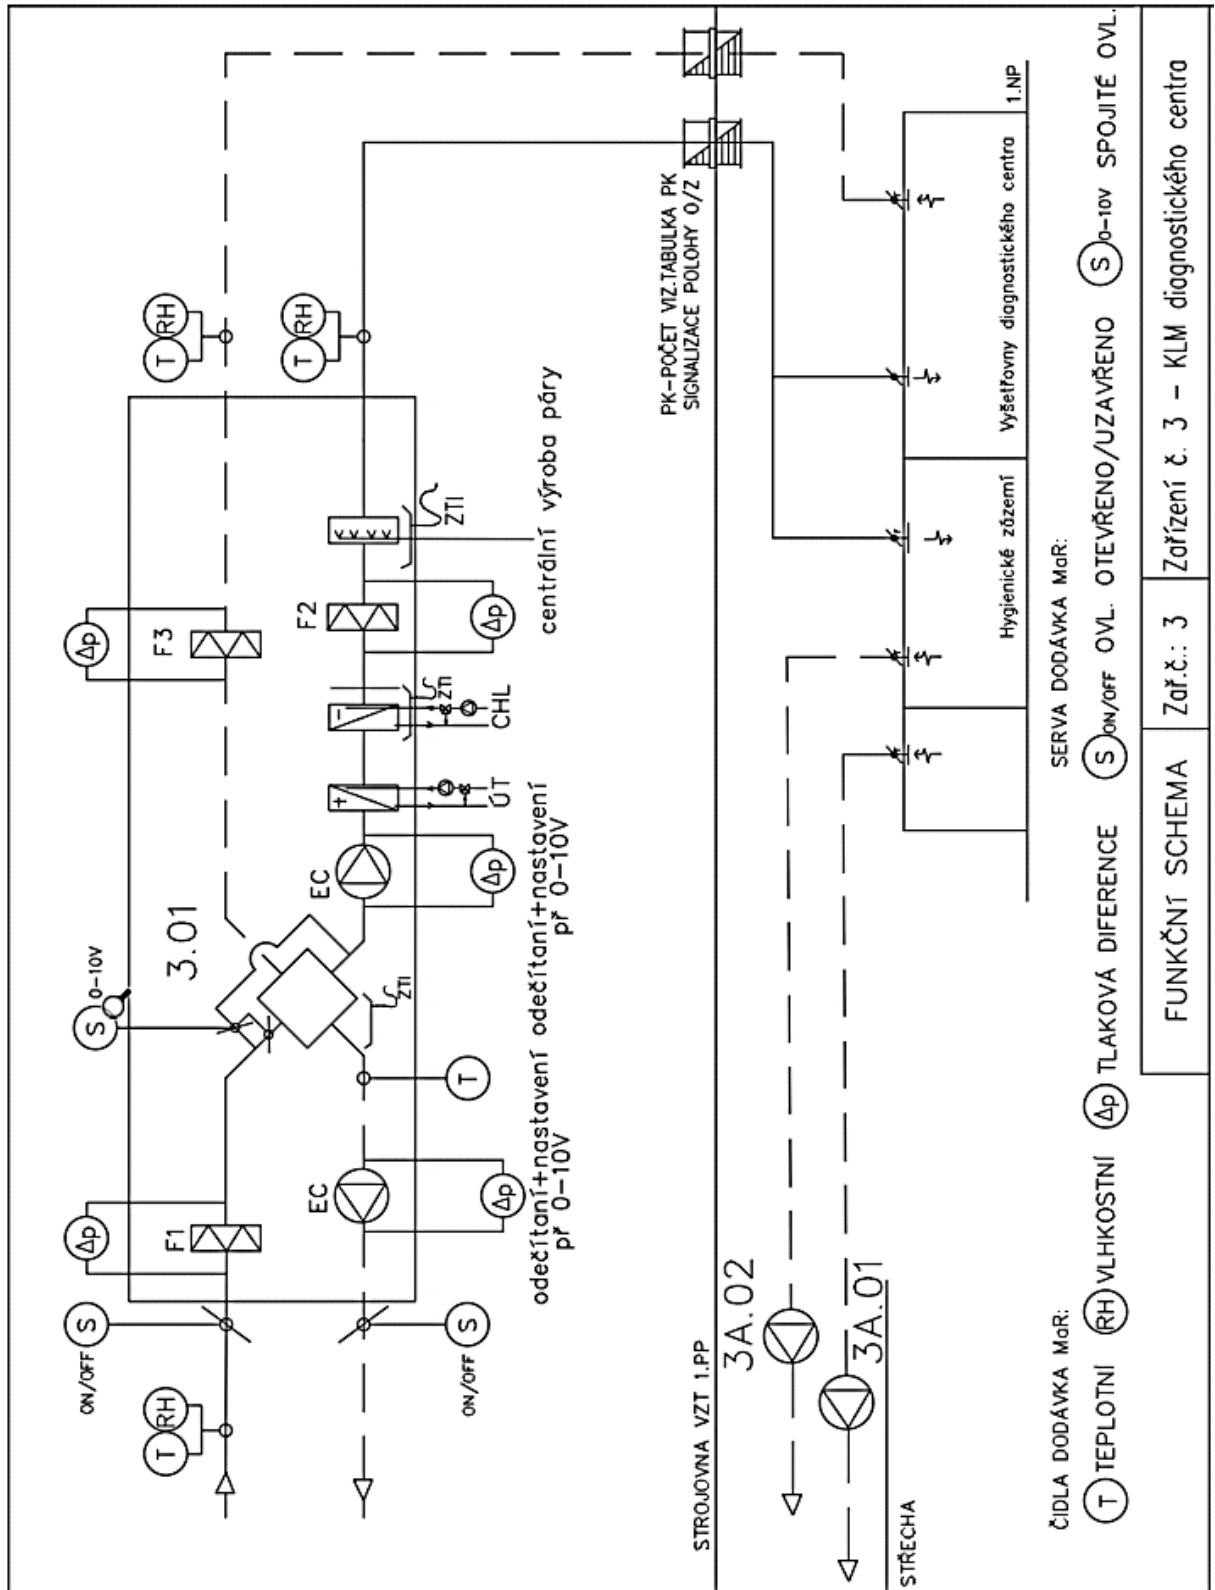 T RH
ON/OFF S
Δp
F1
S 0-10V
3.01
Δp
F3
T RH
T RH
S
ON/OFF
EC
Δp
T
ZTI
EC
Δp
+
ÚT
-
CHL
ZTI
F2
Δp
ZTI
centrální výroba páry
odečítaní+nastavení odečítaní+nastavení
př 0-10V
př 0-10V
PK-POČET VIZ.TABULKA PK
SIGNALIZACE POLOHY O/Z
STROJOVNA VZT 1.PP
3A.02
3A.01
STŘECHA
Hygienické zázemí
Vyšetřovny diagnostického centra
1.NP
ČIDLA DODÁVKA MaR:
SERVA DODÁVKA MaR:
T TEPLOTNÍ RH VLHKOSTNÍ Δp TLAKOVÁ DIFERENCE S ON/OFF OVL. OTEVŘENO/UZAVŘENO S 0-10V SPOJITÉ OVL.
FUNKČNÍ SCHEMA
Zař.č.: 3
Zařízení č. 3 - KLM diagnostického centra